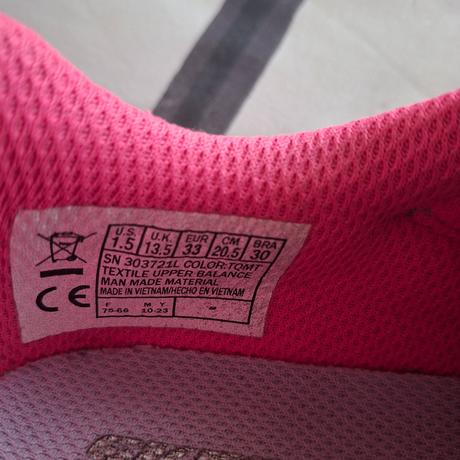 U.S. U.K. EUR CM BRA
1.5 13.5 33 20.5 30
SN 303721L COLOR:TQMT
TEXTILE UPPER BALANCE
MAN MADE MATERIAL
MADE IN VIETNAM/HECHO EN VIETNAM
F M Y
75-66 10-23
CE